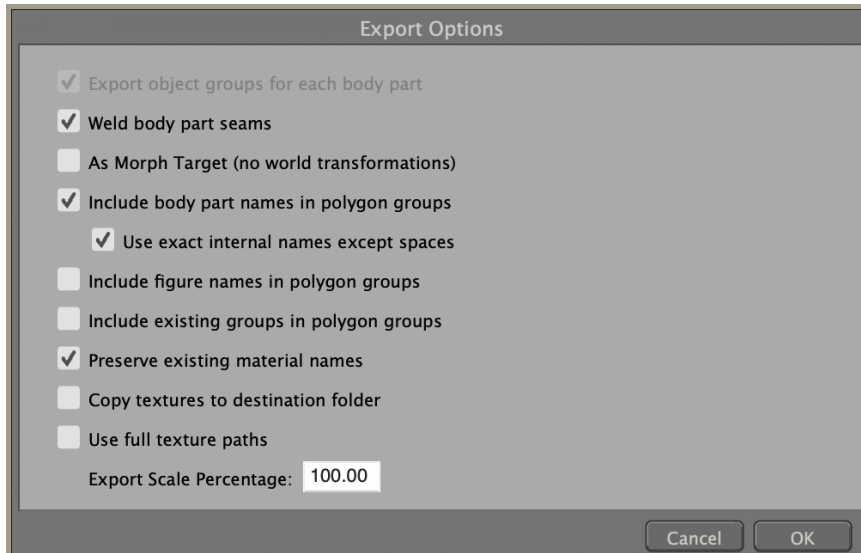 Export Options
Export object groups for each body part
Weld body part seams
As Morph Target (no world transformations)
Include body part names in polygon groups
Use exact internal names except spaces
Include figure names in polygon groups
Include existing groups in polygon groups
Preserve existing material names
Copy textures to destination folder
Use full texture paths
Export Scale Percentage: 100.00
Cancel OK